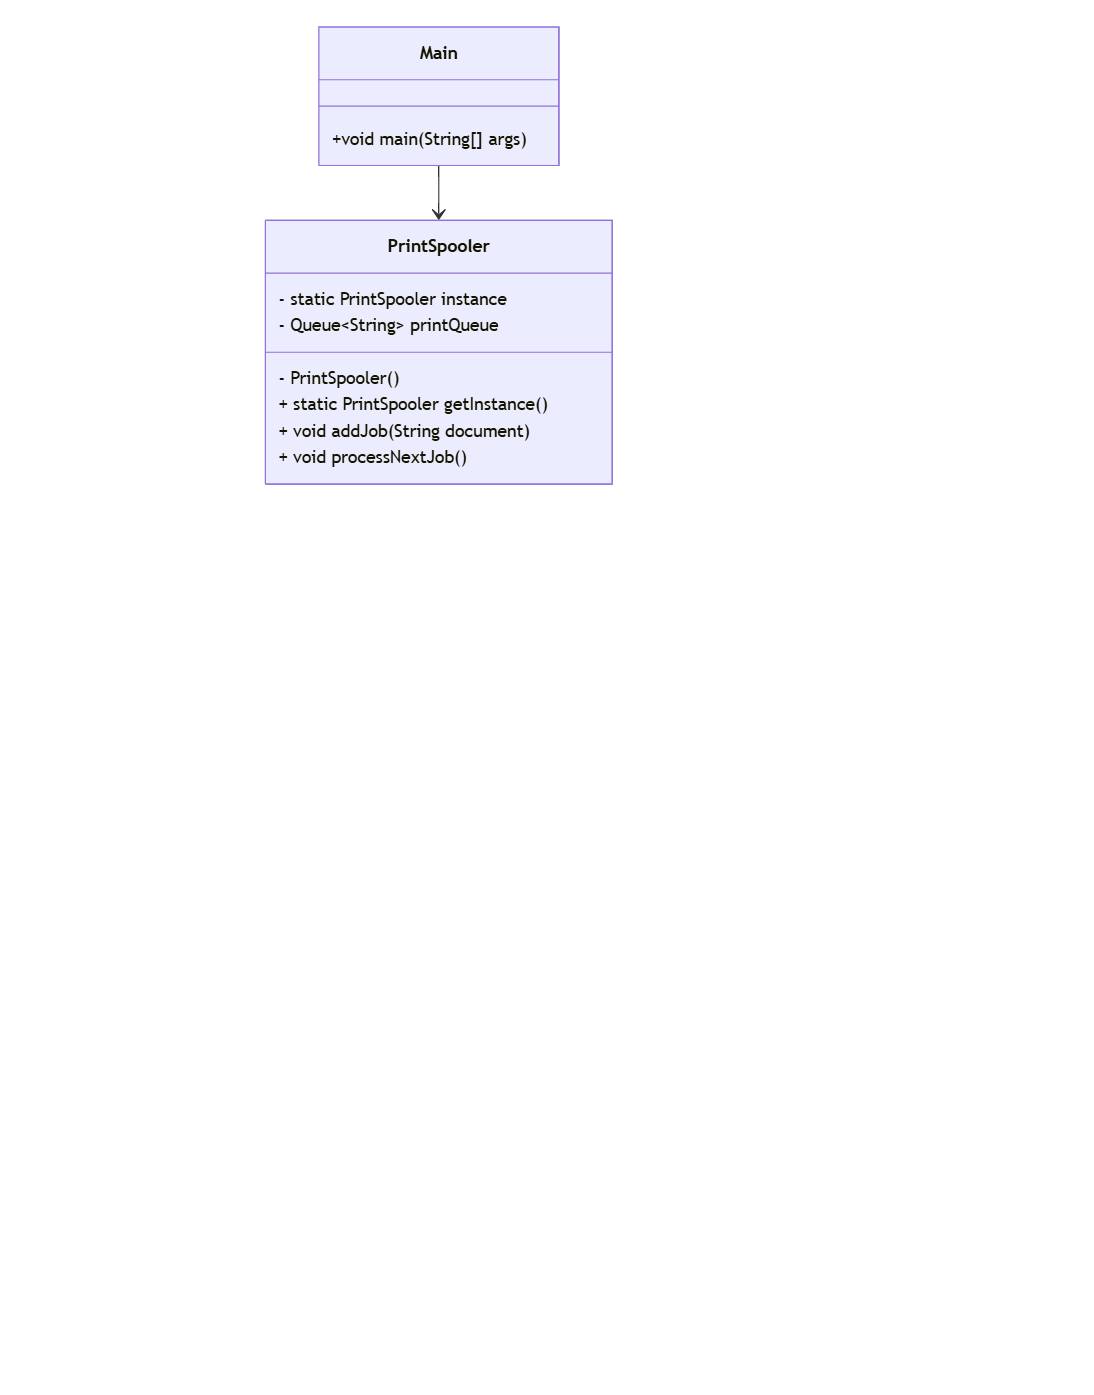 Main
+void main(String[] args)
PrintSpooler
- static PrintSpooler instance
- Queue<String> printQueue
- PrintSpooler()
+ static PrintSpooler getInstance()
+ void addJob(String document)
+ void processNextJob()